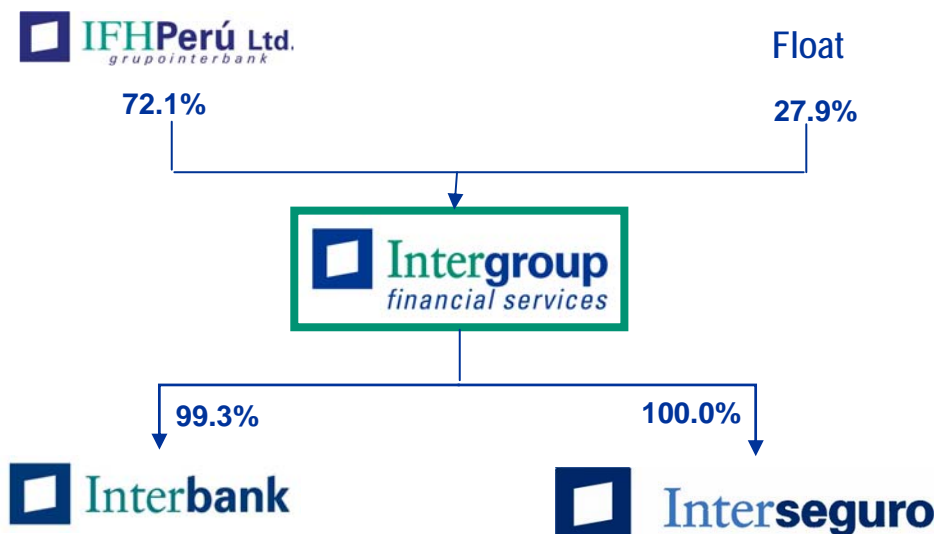 IFHPerú Ltd.
grupointerbank
Float
72.1%
27.9%
Intergroup
financial services
99.3%
100.0%
Interbank
Interseguro